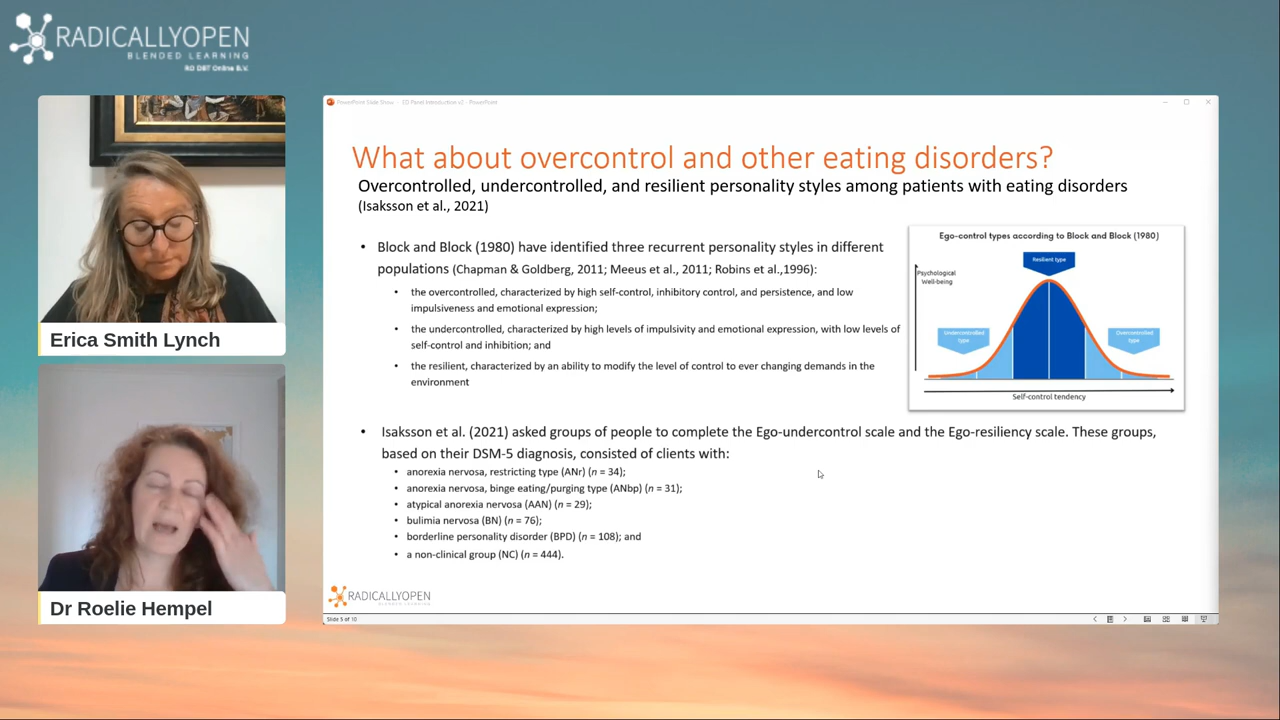 RADICALLYOPEN
BLENDED LEARNING
RO DBT Online B.V.
Erica Smith Lynch
Dr Roelie Hempel
PowerPoint Slide Show - ED Panel Introduction v2 - PowerPoint
What about overcontrol and other eating disorders?
Overcontrolled, undercontrolled, and resilient personality styles among patients with eating disorders
(Isaksson et al., 2021)
• Block and Block (1980) have identified three recurrent personality styles in different
populations (Chapman & Goldberg, 2011; Meeus et al., 2011; Robins et al.,1996):
• the overcontrolled, characterized by high self-control, inhibitory control, and persistence, and low
impulsiveness and emotional expression;
• the undercontrolled, characterized by high levels of impulsivity and emotional expression, with low levels of
self-control and inhibition; and
• the resilient, characterized by an ability to modify the level of control to ever changing demands in the
environment
Ego-control types according to Block and Block (1980)
Resilient type
Psychological
Well-being
Undercontrolled
type
Overcontrolled
type
Self-control tendency
• Isaksson et al. (2021) asked groups of people to complete the Ego-undercontrol scale and the Ego-resiliency scale. These groups,
based on their DSM-5 diagnosis, consisted of clients with:
• anorexia nervosa, restricting type (ANr) (n = 34);
• anorexia nervosa, binge eating/purging type (ANbp) (n = 31);
• atypical anorexia nervosa (AAN) (n = 29);
• bulimia nervosa (BN) (n = 76);
• borderline personality disorder (BPD) (n = 108); and
• a non-clinical group (NC) (n = 444).
RADICALLYOPEN
BLENDED LEARNING
Slide 5 of 10